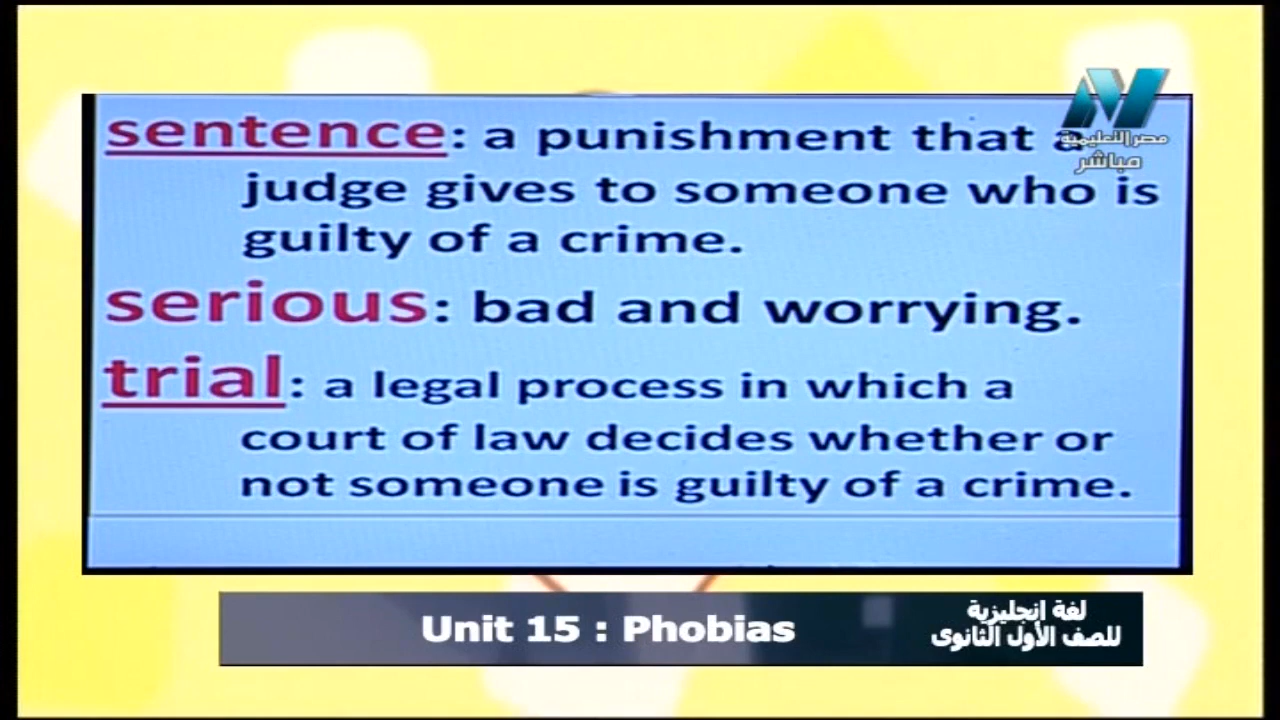 sentence: a punishment that a
judge gives to someone who is
guilty of a crime.
serious: bad and worrying.
trial: a legal process in which a
court of law decides whether or
not someone is guilty of a crime.
مصر التعليمية
مباشر
Unit 15 : Phobias
لغة إنجليزية
للصف الأول الثانوى